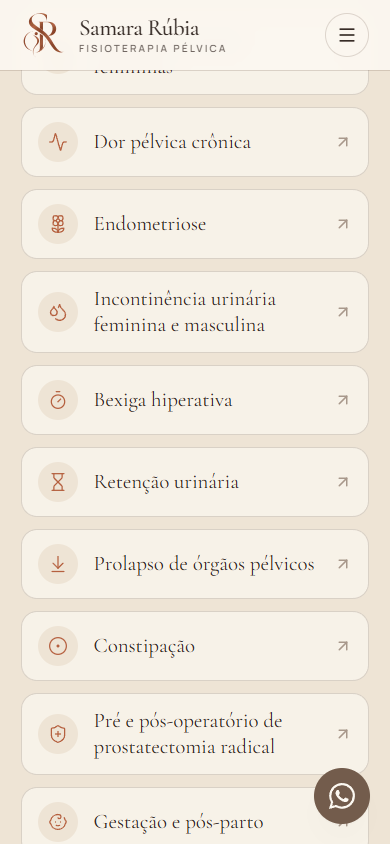 Samara Rúbia
FISIOTERAPIA PÉLVICA
femininas
Dor pélvica crônica
Endometriose
Incontinência urinária
feminina e masculina
Bexiga hiperativa
Retenção urinária
Prolapso de órgãos pélvicos
Constipação
Pré e pós-operatório de
prostatectomia radical
Gestação e pós-parto